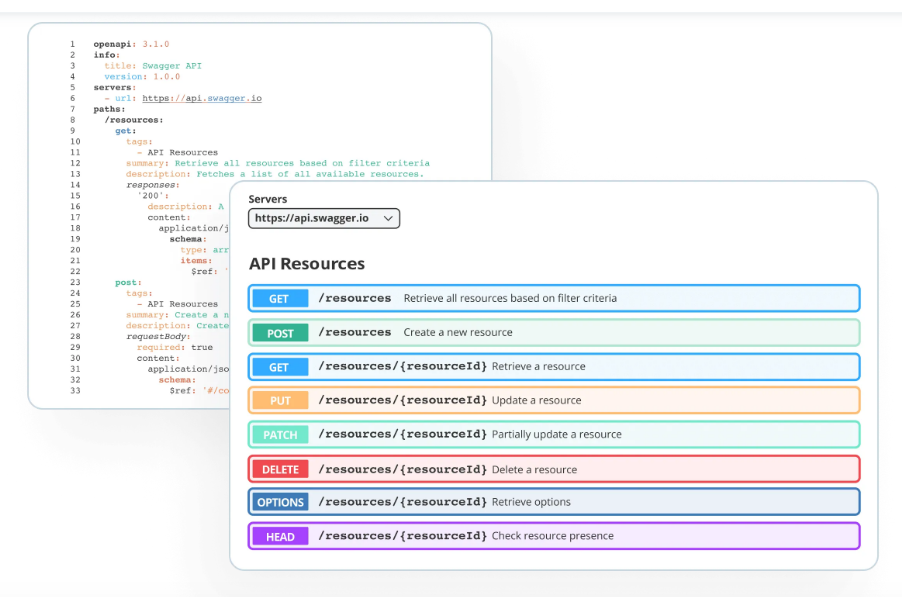 1 openapi: 3.1.0
2 info:
3 title: Swagger API
4 version: 1.0.0
5 servers:
6 - url: https://api.swagger.io
7 paths:
8 /resources:
9 get:
10 tags:
11 - API Resources
12 summary: Retrieve all resources based on filter criteria
13 description: Fetches a list of all available resources.
14 responses:
15 '200':
16 description: A
17 content:
18 application/j
19 schema:
20 type: arr
21 items:
22 $ref: '
23 post:
24 tags:
25 - API Resources
26 summary: Create a n
27 description: Create
28 requestBody:
29 required: true
30 content:
31 application/jso
32 schema:
33 $ref: '#/co
Servers
https://api.swagger.io
API Resources
GET /resources Retrieve all resources based on filter criteria
POST /resources Create a new resource
GET /resources/{resourceId} Retrieve a resource
PUT /resources/{resourceId} Update a resource
PATCH /resources/{resourceId} Partially update a resource
DELETE /resources/{resourceId} Delete a resource
OPTIONS /resources/{resourceId} Retrieve options
HEAD /resources/{resourceId} Check resource presence